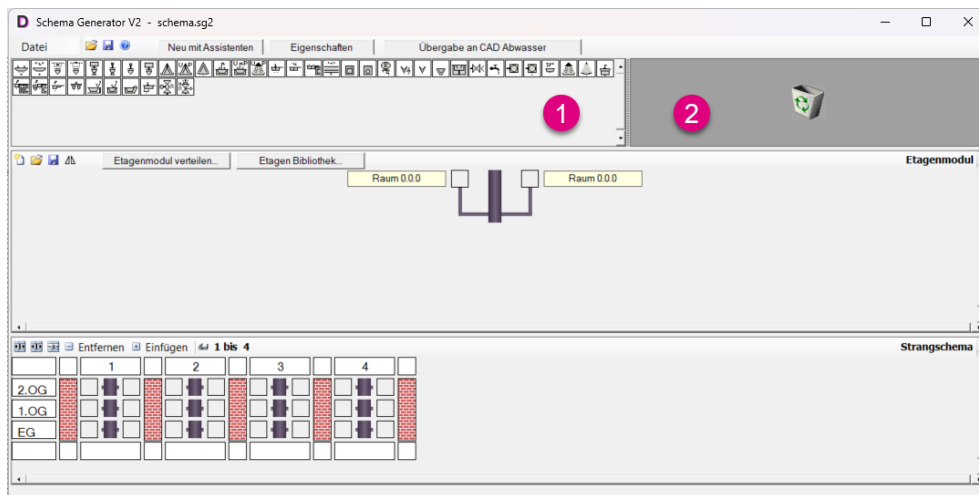 D Schema Generator V2 - schema.sg2
Datei Neu mit Assistenten Eigenschaften Übergabe an CAD Abwasser
1 2
Etagenmodul verteilen... Etagen Bibliothek... Etagenmodul
Raum 0.0.0 Raum 0.0.0
Entfernen Einfügen 1 bis 4 Strangschema
1 2 3 4
2.OG
1.OG
EG